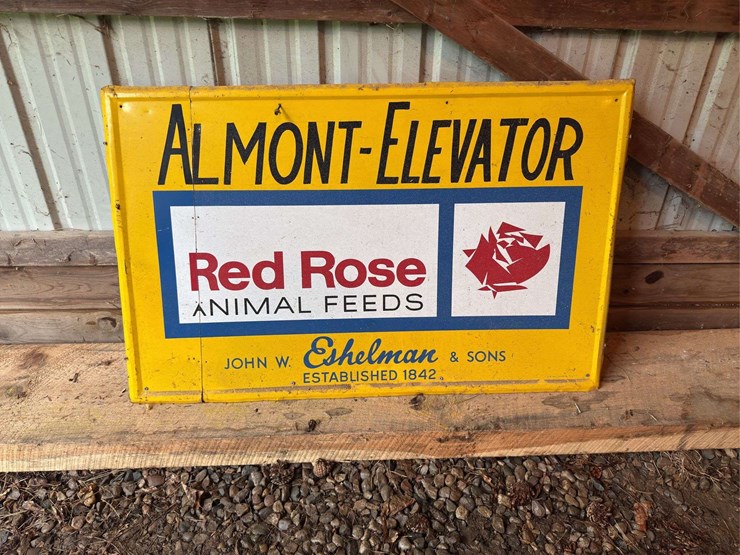 ALMONT-ELEVATOR
Red Rose
ANIMAL FEEDS
JOHN W. Eshelman & SONS
ESTABLISHED 1842